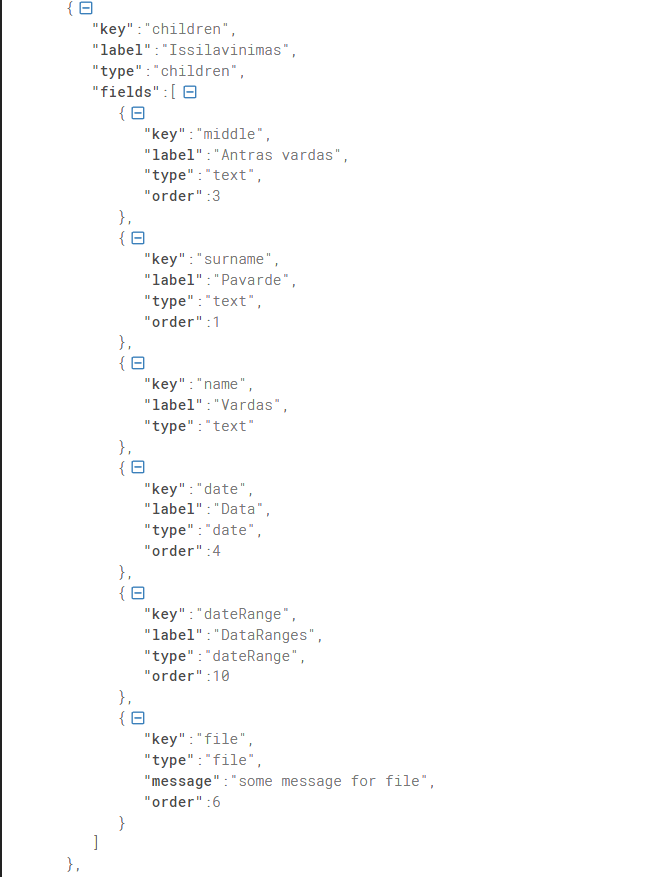 {
"key":"children",
"label":"Issilavinimas",
"type":"children",
"fields":[
{
"key":"middle",
"label":"Antras vardas",
"type":"text",
"order":3
},
{
"key":"surname",
"label":"Pavarde",
"type":"text",
"order":1
},
{
"key":"name",
"label":"Vardas",
"type":"text"
},
{
"key":"date",
"label":"Data",
"type":"date",
"order":4
},
{
"key":"dateRange",
"label":"DataRanges",
"type":"dateRange",
"order":10
},
{
"key":"file",
"type":"file",
"message":"some message for file",
"order":6
}
]
},